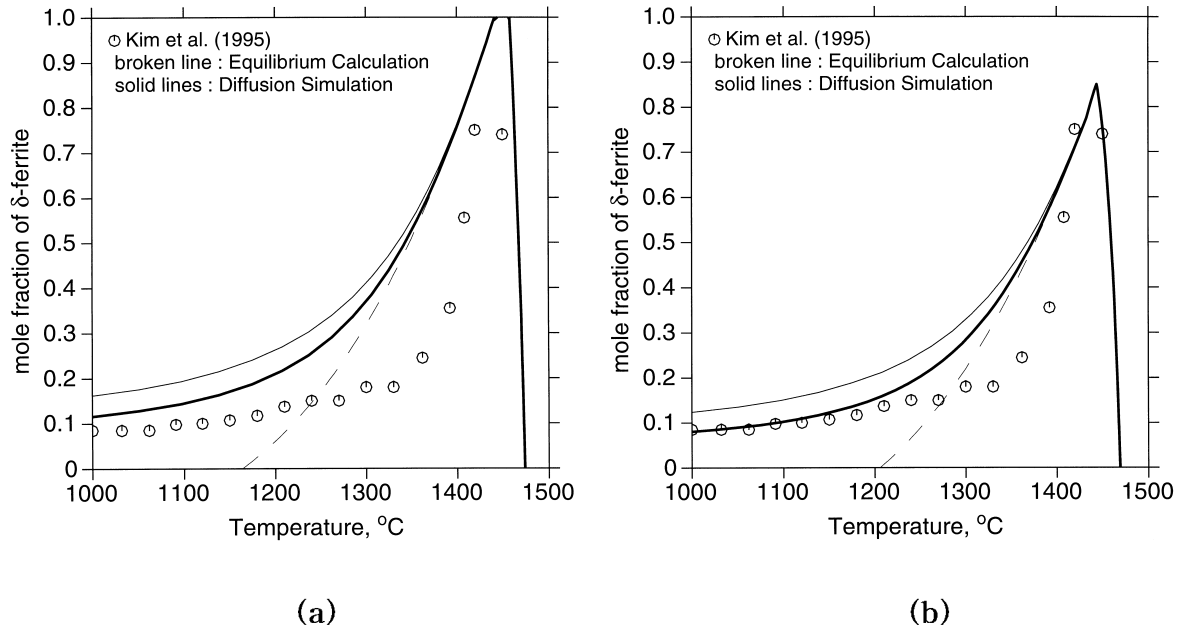 1.0
0.9
0.8
0.7
0.6
0.5
0.4
0.3
0.2
0.1
0
mole fraction of δ-ferrite
Kim et al. (1995)
broken line : Equilibrium Calculation
solid lines : Diffusion Simulation
1000 1100 1200 1300 1400 1500
Temperature, °C
(a)
1.0
0.9
0.8
0.7
0.6
0.5
0.4
0.3
0.2
0.1
0
mole fraction of δ-ferrite
Kim et al. (1995)
broken line : Equilibrium Calculation
solid lines : Diffusion Simulation
1000 1100 1200 1300 1400 1500
Temperature, °C
(b)